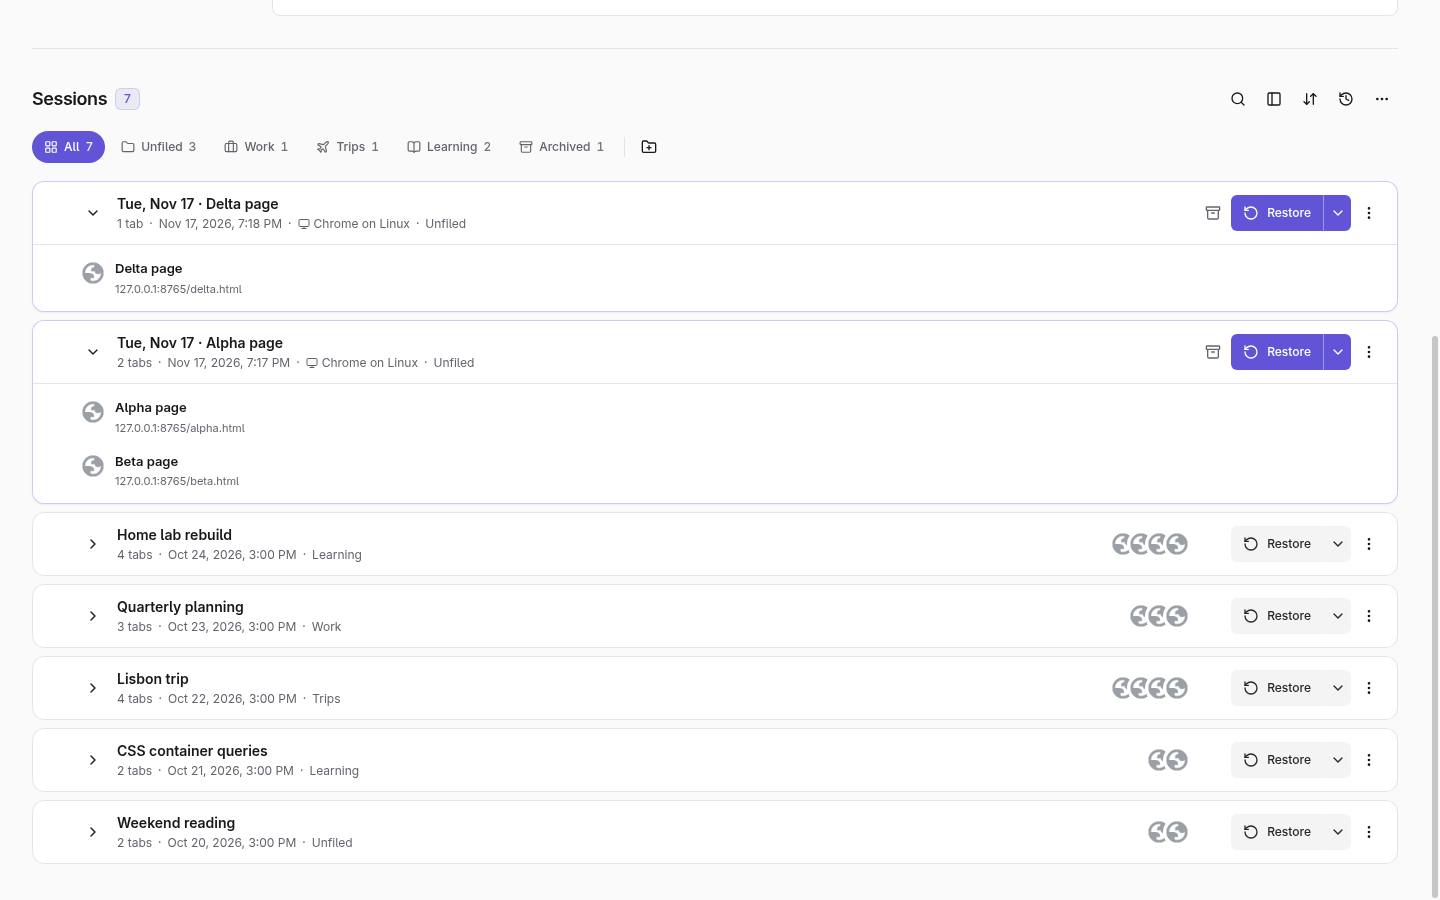 Sessions 7
All 7 Unfiled 3 Work 1 Trips 1 Learning 2 Archived 1
Tue, Nov 17 · Delta page
1 tab · Nov 17, 2026, 7:18 PM · Chrome on Linux · Unfiled
Restore
Delta page
127.0.0.1:8765/delta.html
Tue, Nov 17 · Alpha page
2 tabs · Nov 17, 2026, 7:17 PM · Chrome on Linux · Unfiled
Restore
Alpha page
127.0.0.1:8765/alpha.html
Beta page
127.0.0.1:8765/beta.html
Home lab rebuild
4 tabs · Oct 24, 2026, 3:00 PM · Learning
Restore
Quarterly planning
3 tabs · Oct 23, 2026, 3:00 PM · Work
Restore
Lisbon trip
4 tabs · Oct 22, 2026, 3:00 PM · Trips
Restore
CSS container queries
2 tabs · Oct 21, 2026, 3:00 PM · Learning
Restore
Weekend reading
2 tabs · Oct 20, 2026, 3:00 PM · Unfiled
Restore